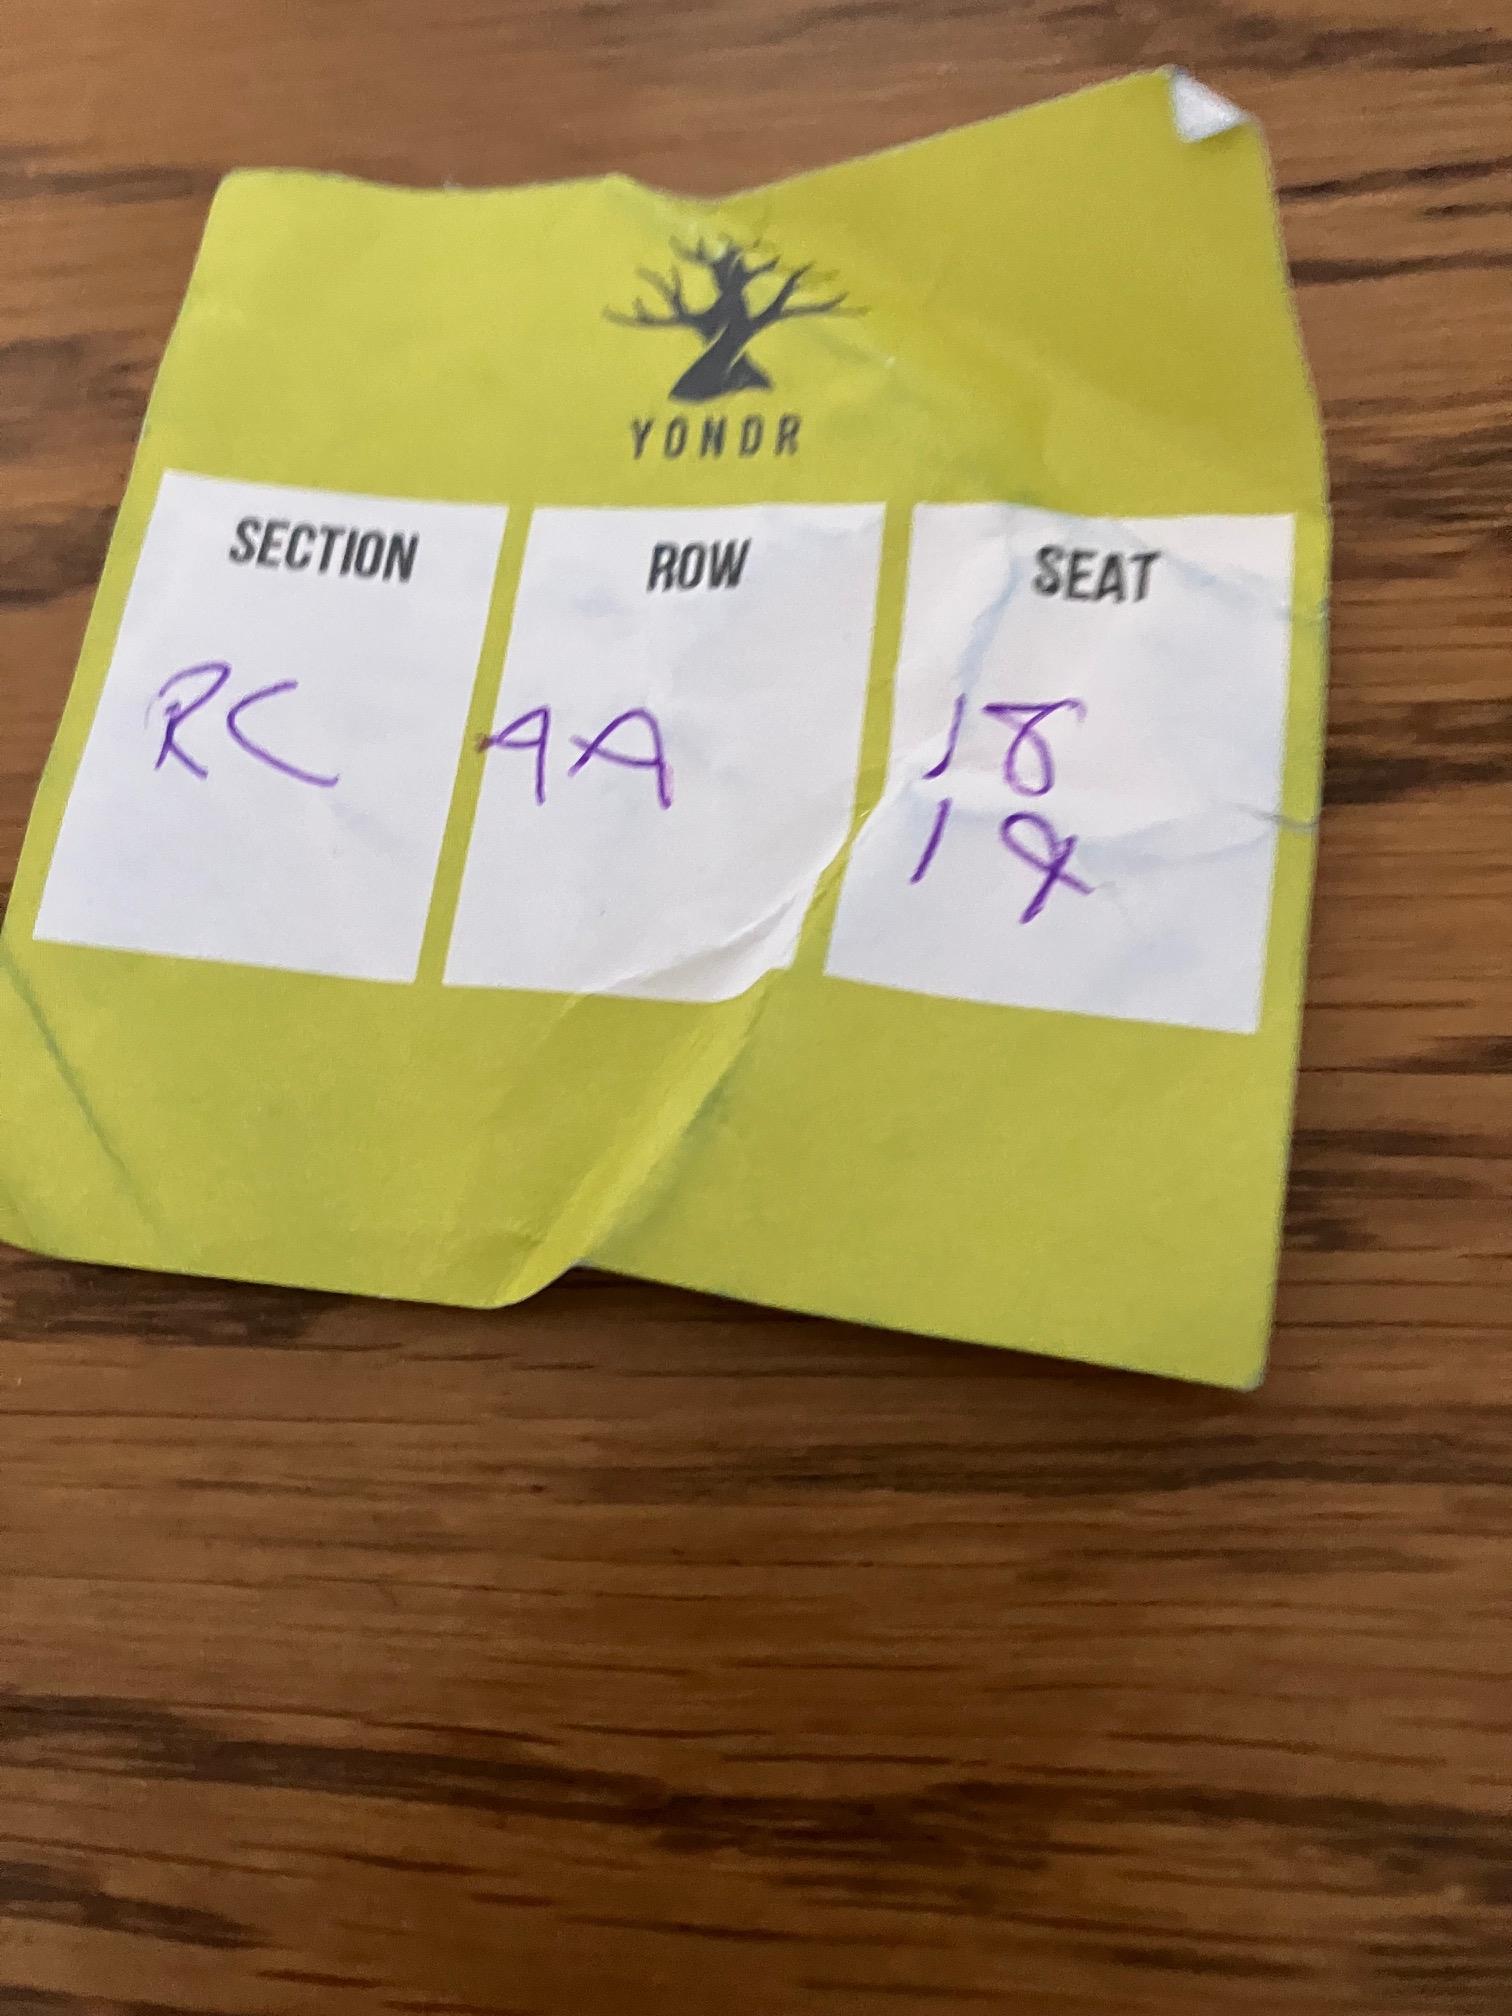 YONDR
SECTION ROW SEAT
RC AA 18
19